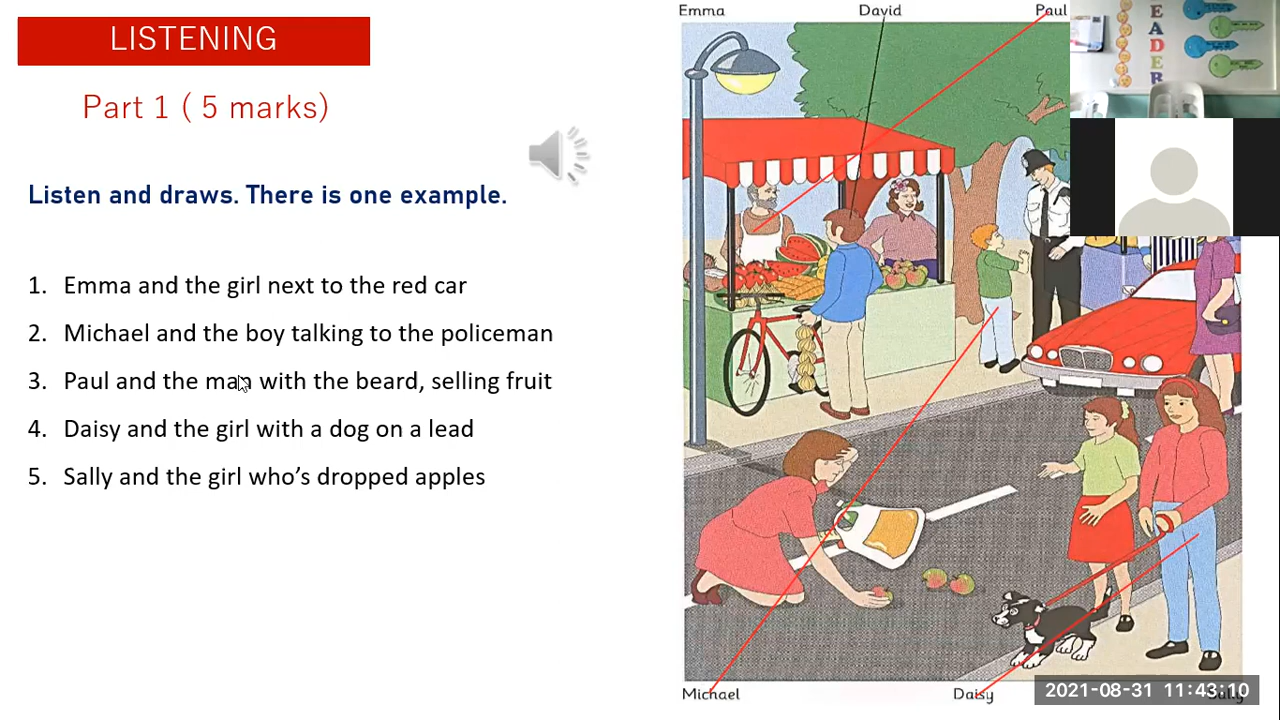 LISTENING
Part 1 ( 5 marks)
Listen and draws. There is one example.
1. Emma and the girl next to the red car
2. Michael and the boy talking to the policeman
3. Paul and the man with the beard, selling fruit
4. Daisy and the girl with a dog on a lead
5. Sally and the girl who's dropped apples
Emma David Paul
E
A
D
E
R
Michael Daisy Sally
2021-08-31 11:43:10